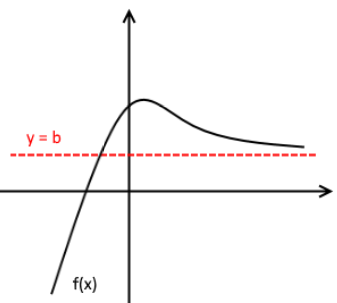 y = b
f(x)